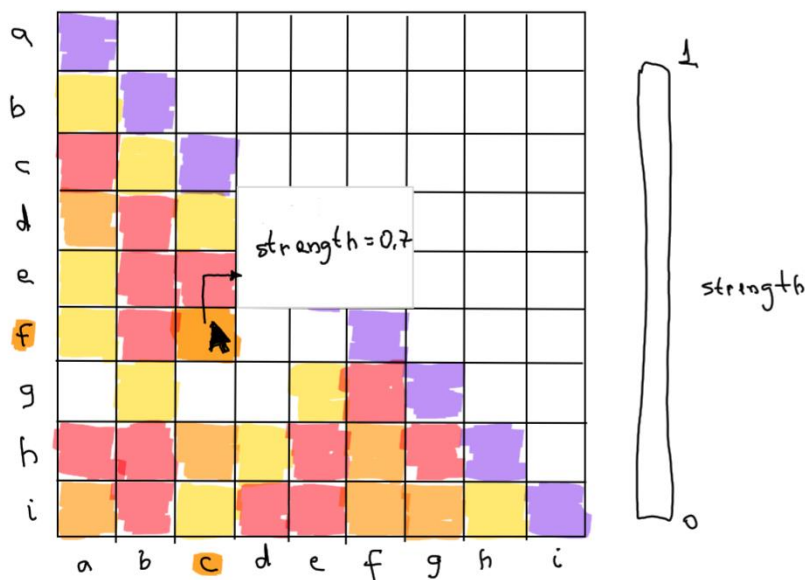 a
1
b
c
d
strength = 0,7
e
strength
f
g
h
i
0
a b c d e f g h i